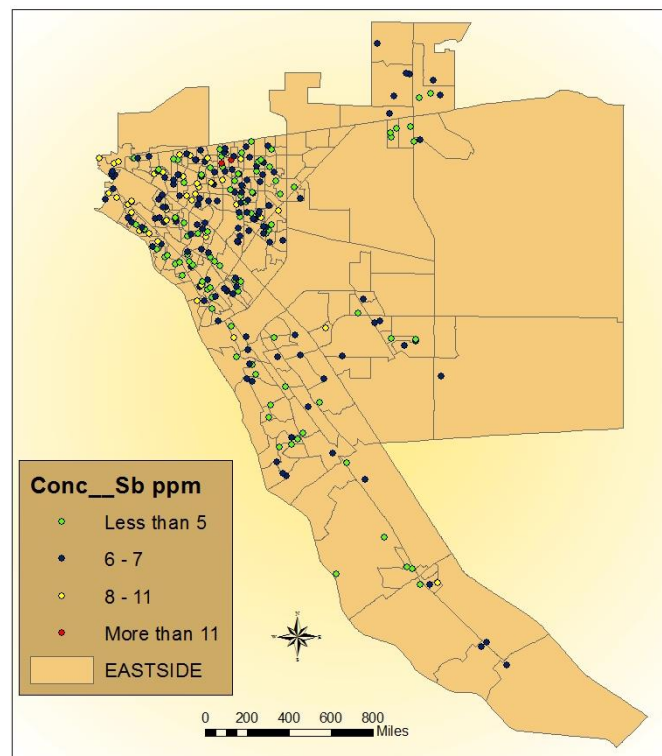 Conc__Sb ppm
Less than 5
6 - 7
8 - 11
More than 11
EASTSIDE
0 200 400 600 800
Miles